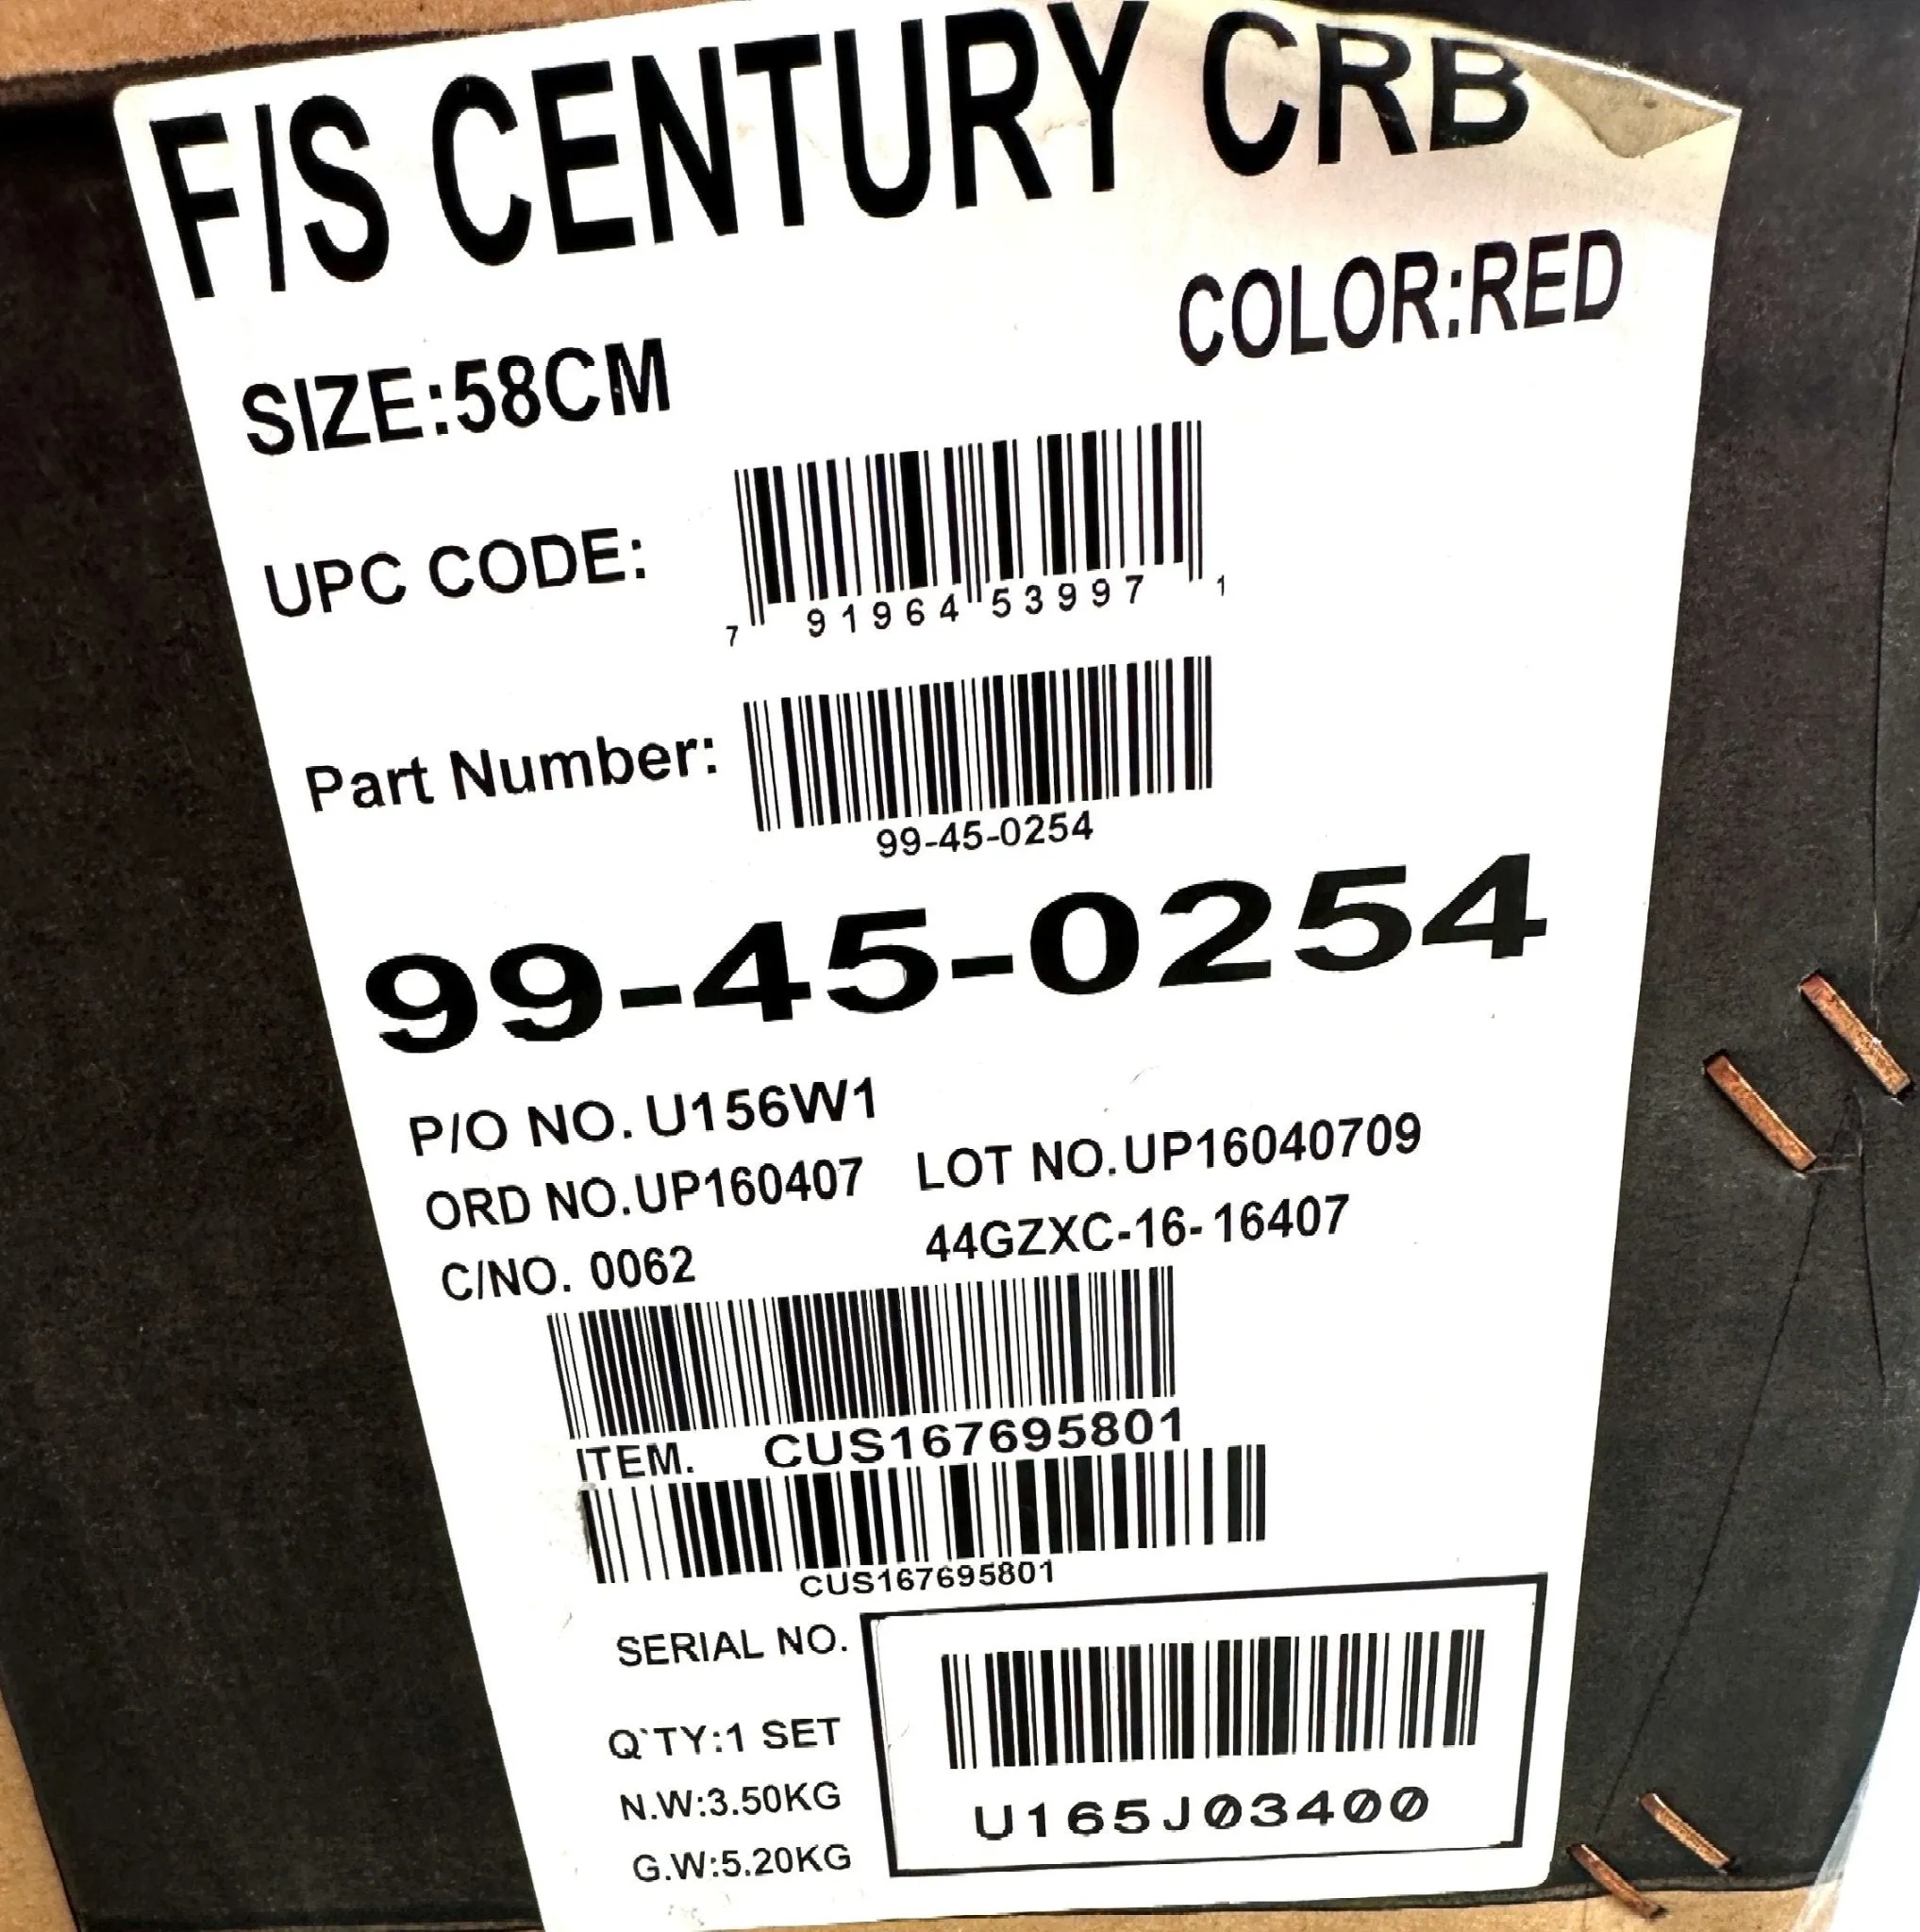 F/S CENTURY CRB
COLOR:RED
SIZE:58CM
UPC CODE:
7 91964 53997 1
Part Number:
99-45-0254
99-45-0254
P/O NO. U156W1
ORD NO.UP160407 LOT NO.UP16040709
C/NO. 0062 44GZXC-16-16407
ITEM. CUS167695801
CUS167695801
SERIAL NO.
Q`TY:1 SET
N.W:3.50KG
U165J03400
G.W:5.20KG